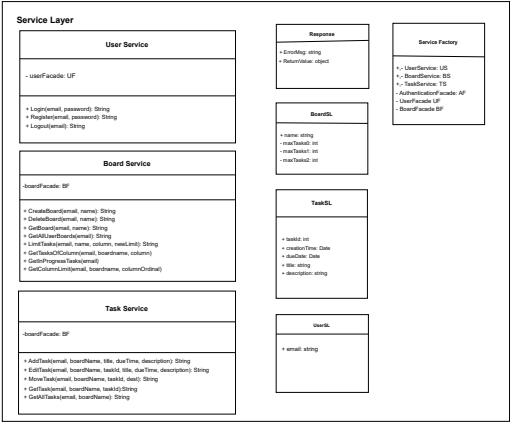 Service Layer
User Service
- userFacade: UF
+ Login(email, password): String
+ Register(email, password): String
+ Logout(email): String
Board Service
-boardFacade: BF
+ CreateBoard(email, name): String
+ DeleteBoard(email, name): String
+ GetBoard(email, name): String
+ GetAllUserBoards(email): String
+ LimitTasks(email, name, column, newLimit): String
+ GetTasksOfColumn(email, boardname, column)
+ GetInProgressTasks(email)
+ GetColumnLimit(email, boardname, columnOrdinal)
Task Service
-boardFacade: BF
+ AddTask(email, boardName, title, dueTime, description): String
+ EditTask(email, boardName, taskId, title, dueTime, description): String
+ MoveTask(email, boardName, taskId, dest): String
+ GetTask(email, boardName, taskId):String
+ GetAllTasks(email, boardName): String
Response
+ ErrorMsg: string
+ ReturnValue: object
BoardSL
+ name: string
- maxTasks0: int
- maxTasks1: int
- maxTasks2: int
TaskSL
+ taskId: int
+ creationTime: Date
+ dueDate: Date
+ title: string
+ description: string
UserSL
+ email: string
Service Factory
+,- UserService: US
+,- BoardService: BS
+,- TaskService: TS
- AuthenticationFacade: AF
- UserFacade UF
- BoardFacade BF